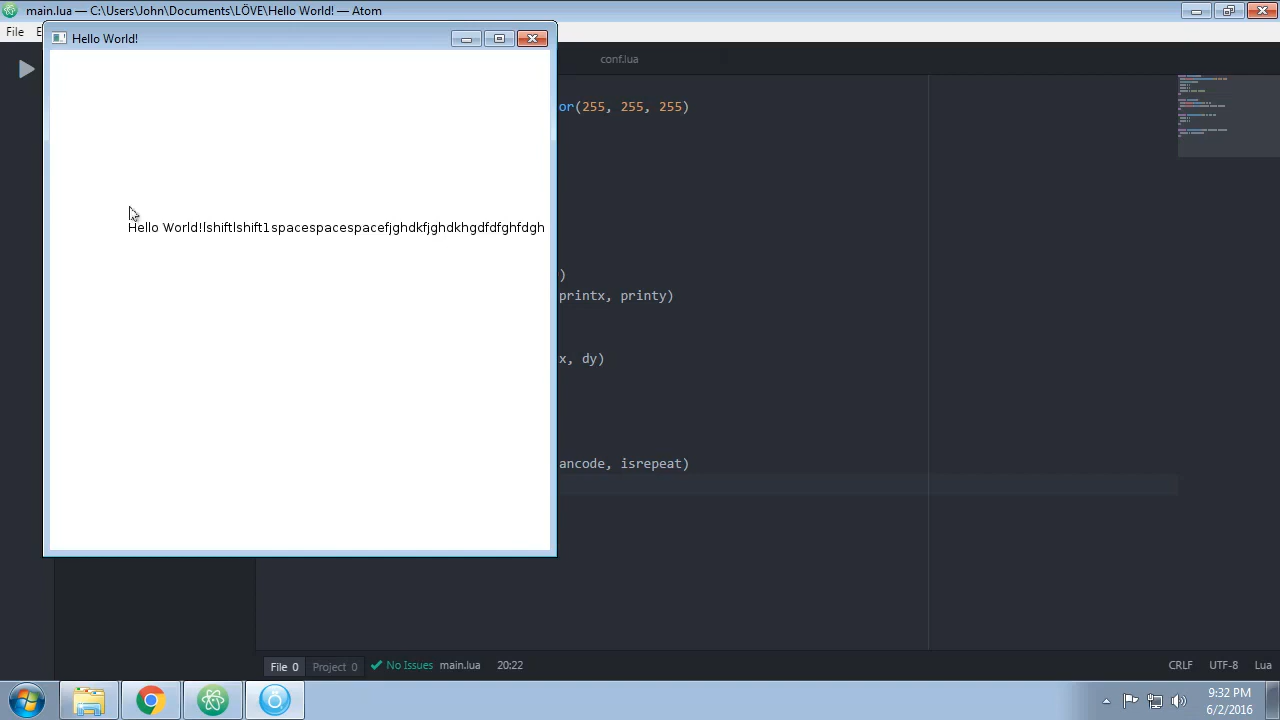 main.lua — C:\Users\John\Documents\LÖVE\Hello World! — Atom
File E
Hello World!
conf.lua
or(255, 255, 255)
Hello World!lshiftlshift1spacespacespacefjghdkfjghdkhgdfdfghfdgh
)
printx, printy)
x, dy)
ancode, isrepeat)
File 0 Project 0 No Issues main.lua 20:22 CRLF UTF-8 Lua
9:32 PM
6/2/2016